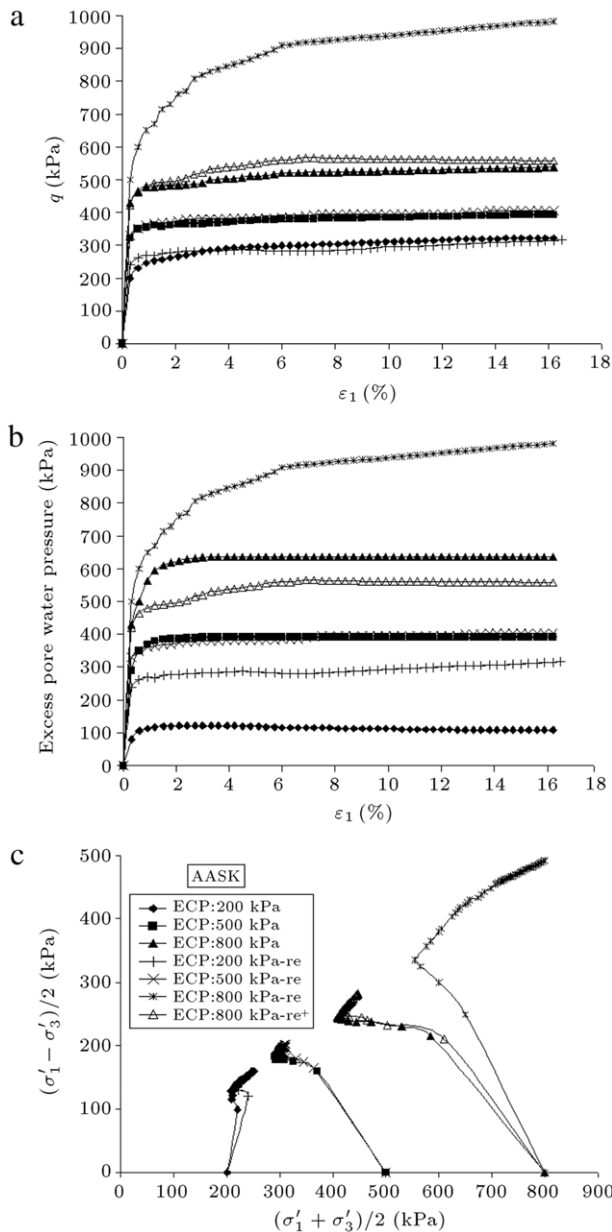 a
1000
900
800
700
600
500
400
300
200
100
0
q (kPa)
0 2 4 6 8 10 12 14 16 18
ε1 (%)
b
1000
900
800
700
600
500
400
300
200
100
0
Excess pore water pressure (kPa)
0 2 4 6 8 10 12 14 16 18
ε1 (%)
c
500
400
300
200
100
0
(σ′1 − σ′3)/2 (kPa)
AASK
ECP:200 kPa
ECP:500 kPa
ECP:800 kPa
ECP:200 kPa-re
ECP:500 kPa-re
ECP:800 kPa-re
ECP:800 kPa-re+
0 100 200 300 400 500 600 700 800 900
(σ′1 + σ′3)/2 (kPa)